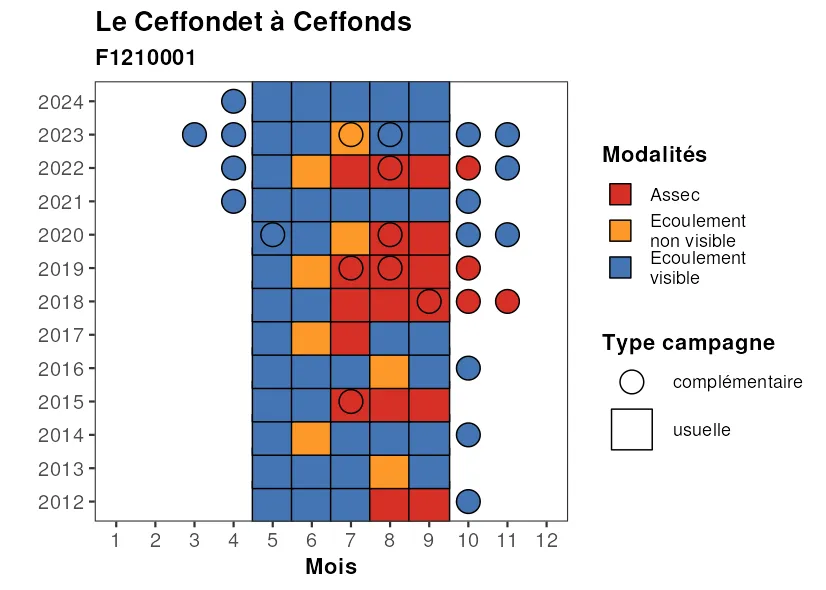 Le Ceffondet à Ceffonds
F1210001
2024
2023
2022
2021
2020
2019
2018
2017
2016
2015
2014
2013
2012
1 2 3 4 5 6 7 8 9 10 11 12
Mois
Modalités
Assec
Ecoulement
non visible
Ecoulement
visible
Type campagne
complémentaire
usuelle